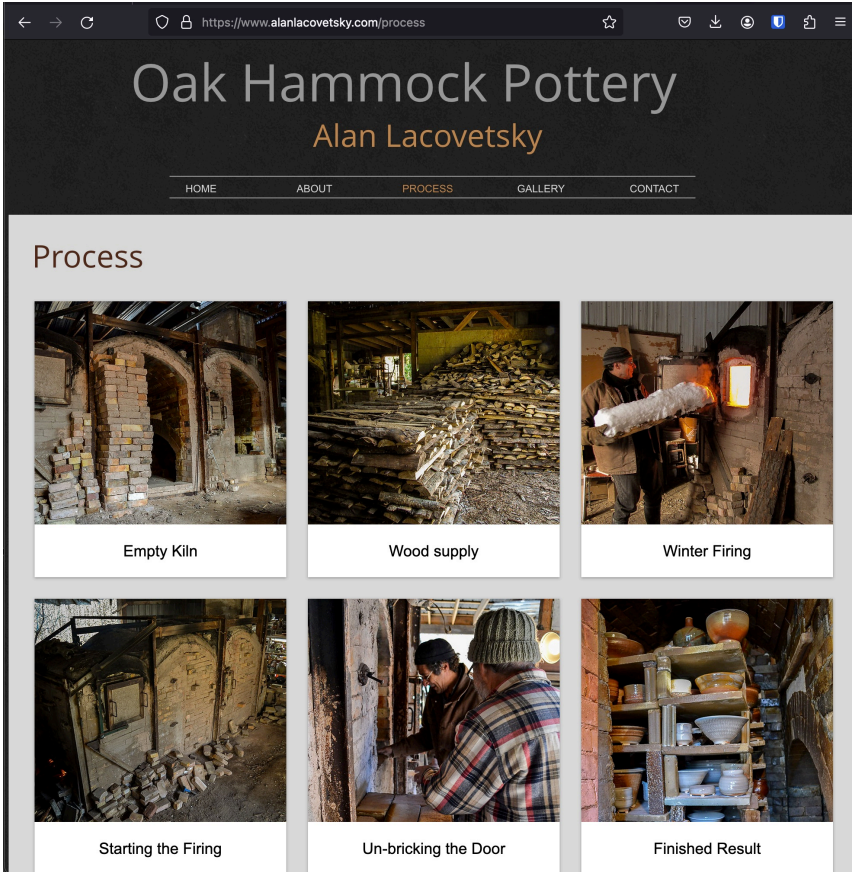 https://www.alanlacovetsky.com/process
Oak Hammock Pottery
Alan Lacovetsky
HOME ABOUT PROCESS GALLERY CONTACT
Process
Empty Kiln Wood supply Winter Firing
Starting the Firing Un-bricking the Door Finished Result